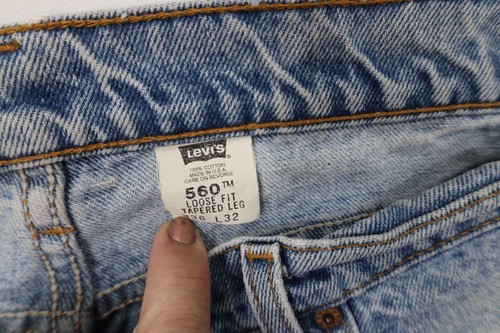 Levi's
100% COTTON
MADE IN U.S.A.
CARE ON REVERSE
560™
LOOSE FIT
TAPERED LEG
L32